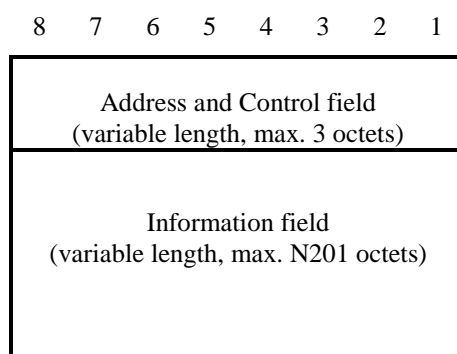 8 7 6 5 4 3 2 1
Address and Control field
(variable length, max. 3 octets)
Information field
(variable length, max. N201 octets)